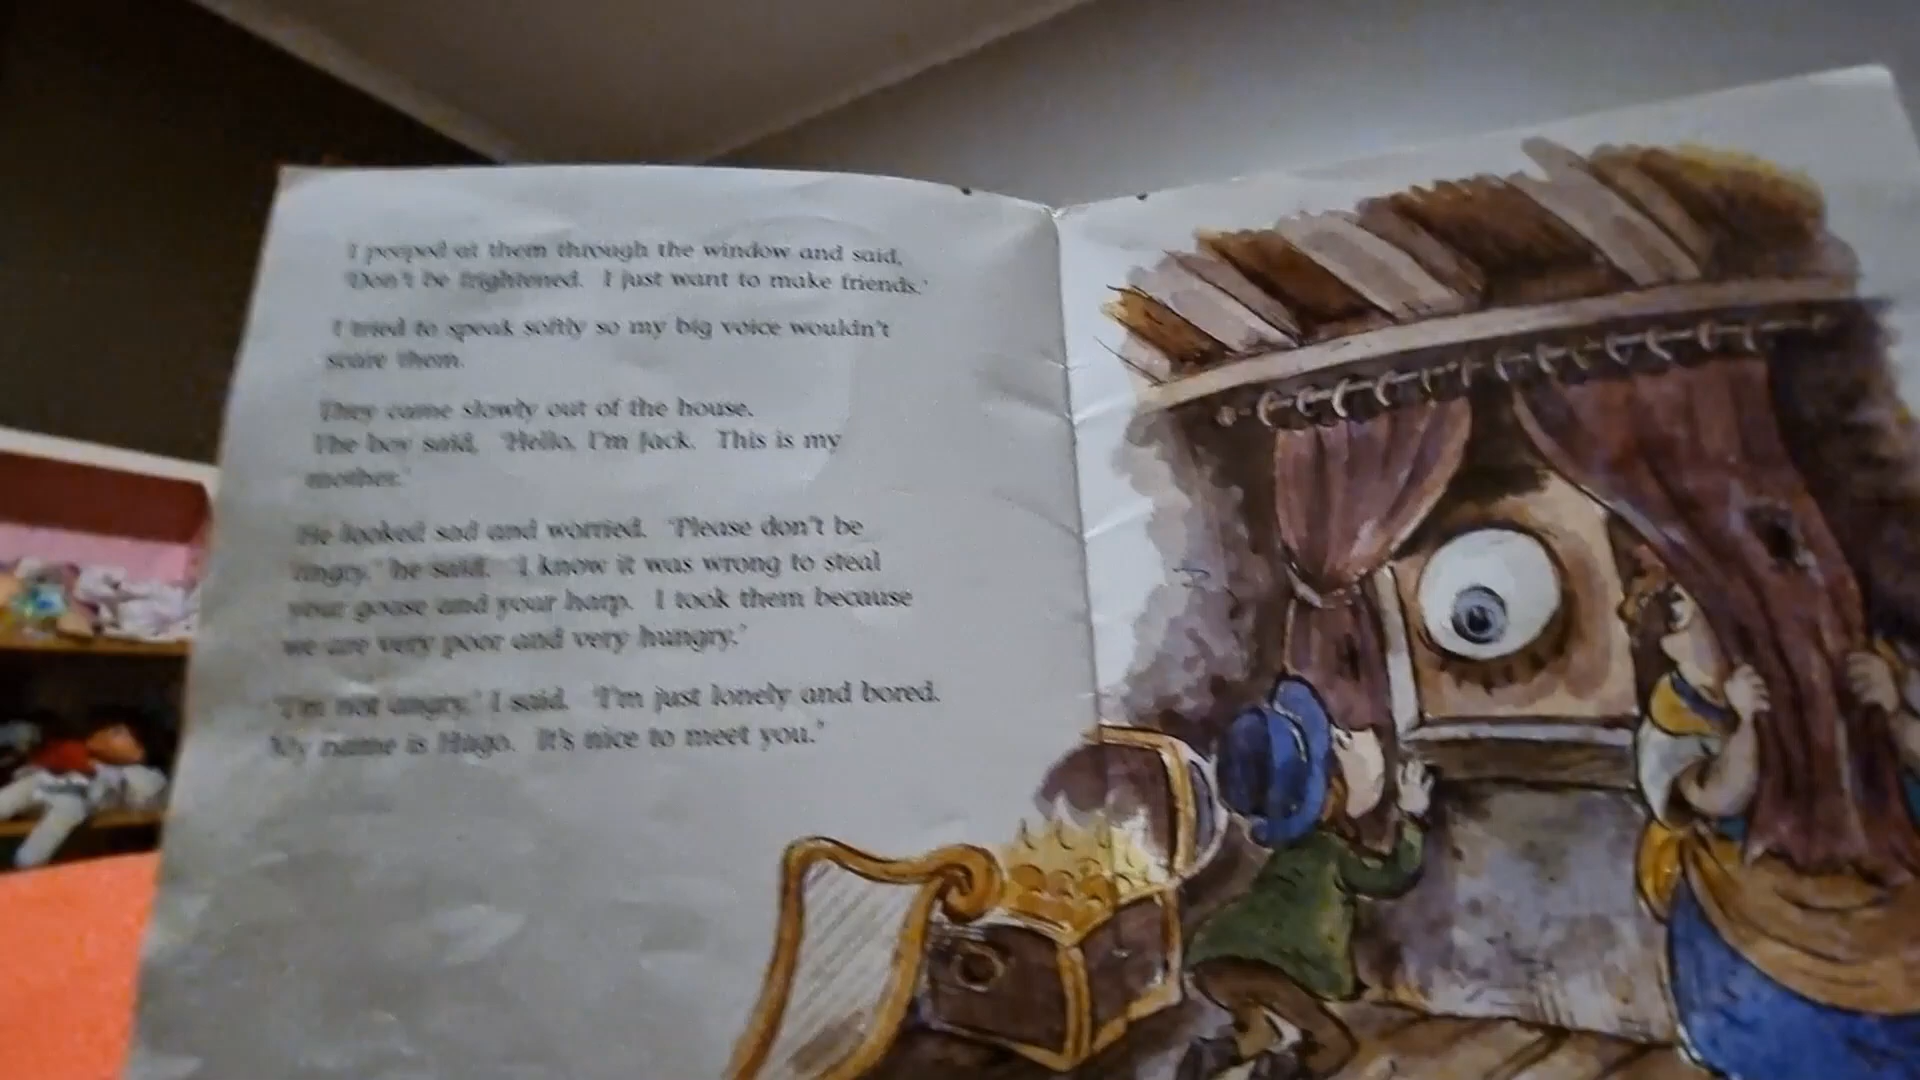 I peeped at them through the window and said,
'Don't be frightened. I just want to make friends.'
I tried to speak softly so my big voice wouldn't
scare them.
They came slowly out of the house.
The boy said, 'Hello, I'm Jack. This is my
mother.'
He looked sad and worried. 'Please don't be
angry,' he said. 'I know it was wrong to steal
your goose and your harp. I took them because
we are very poor and very hungry.'
'I'm not angry,' I said. 'I'm just lonely and bored.
My name is Hugo. It's nice to meet you.'